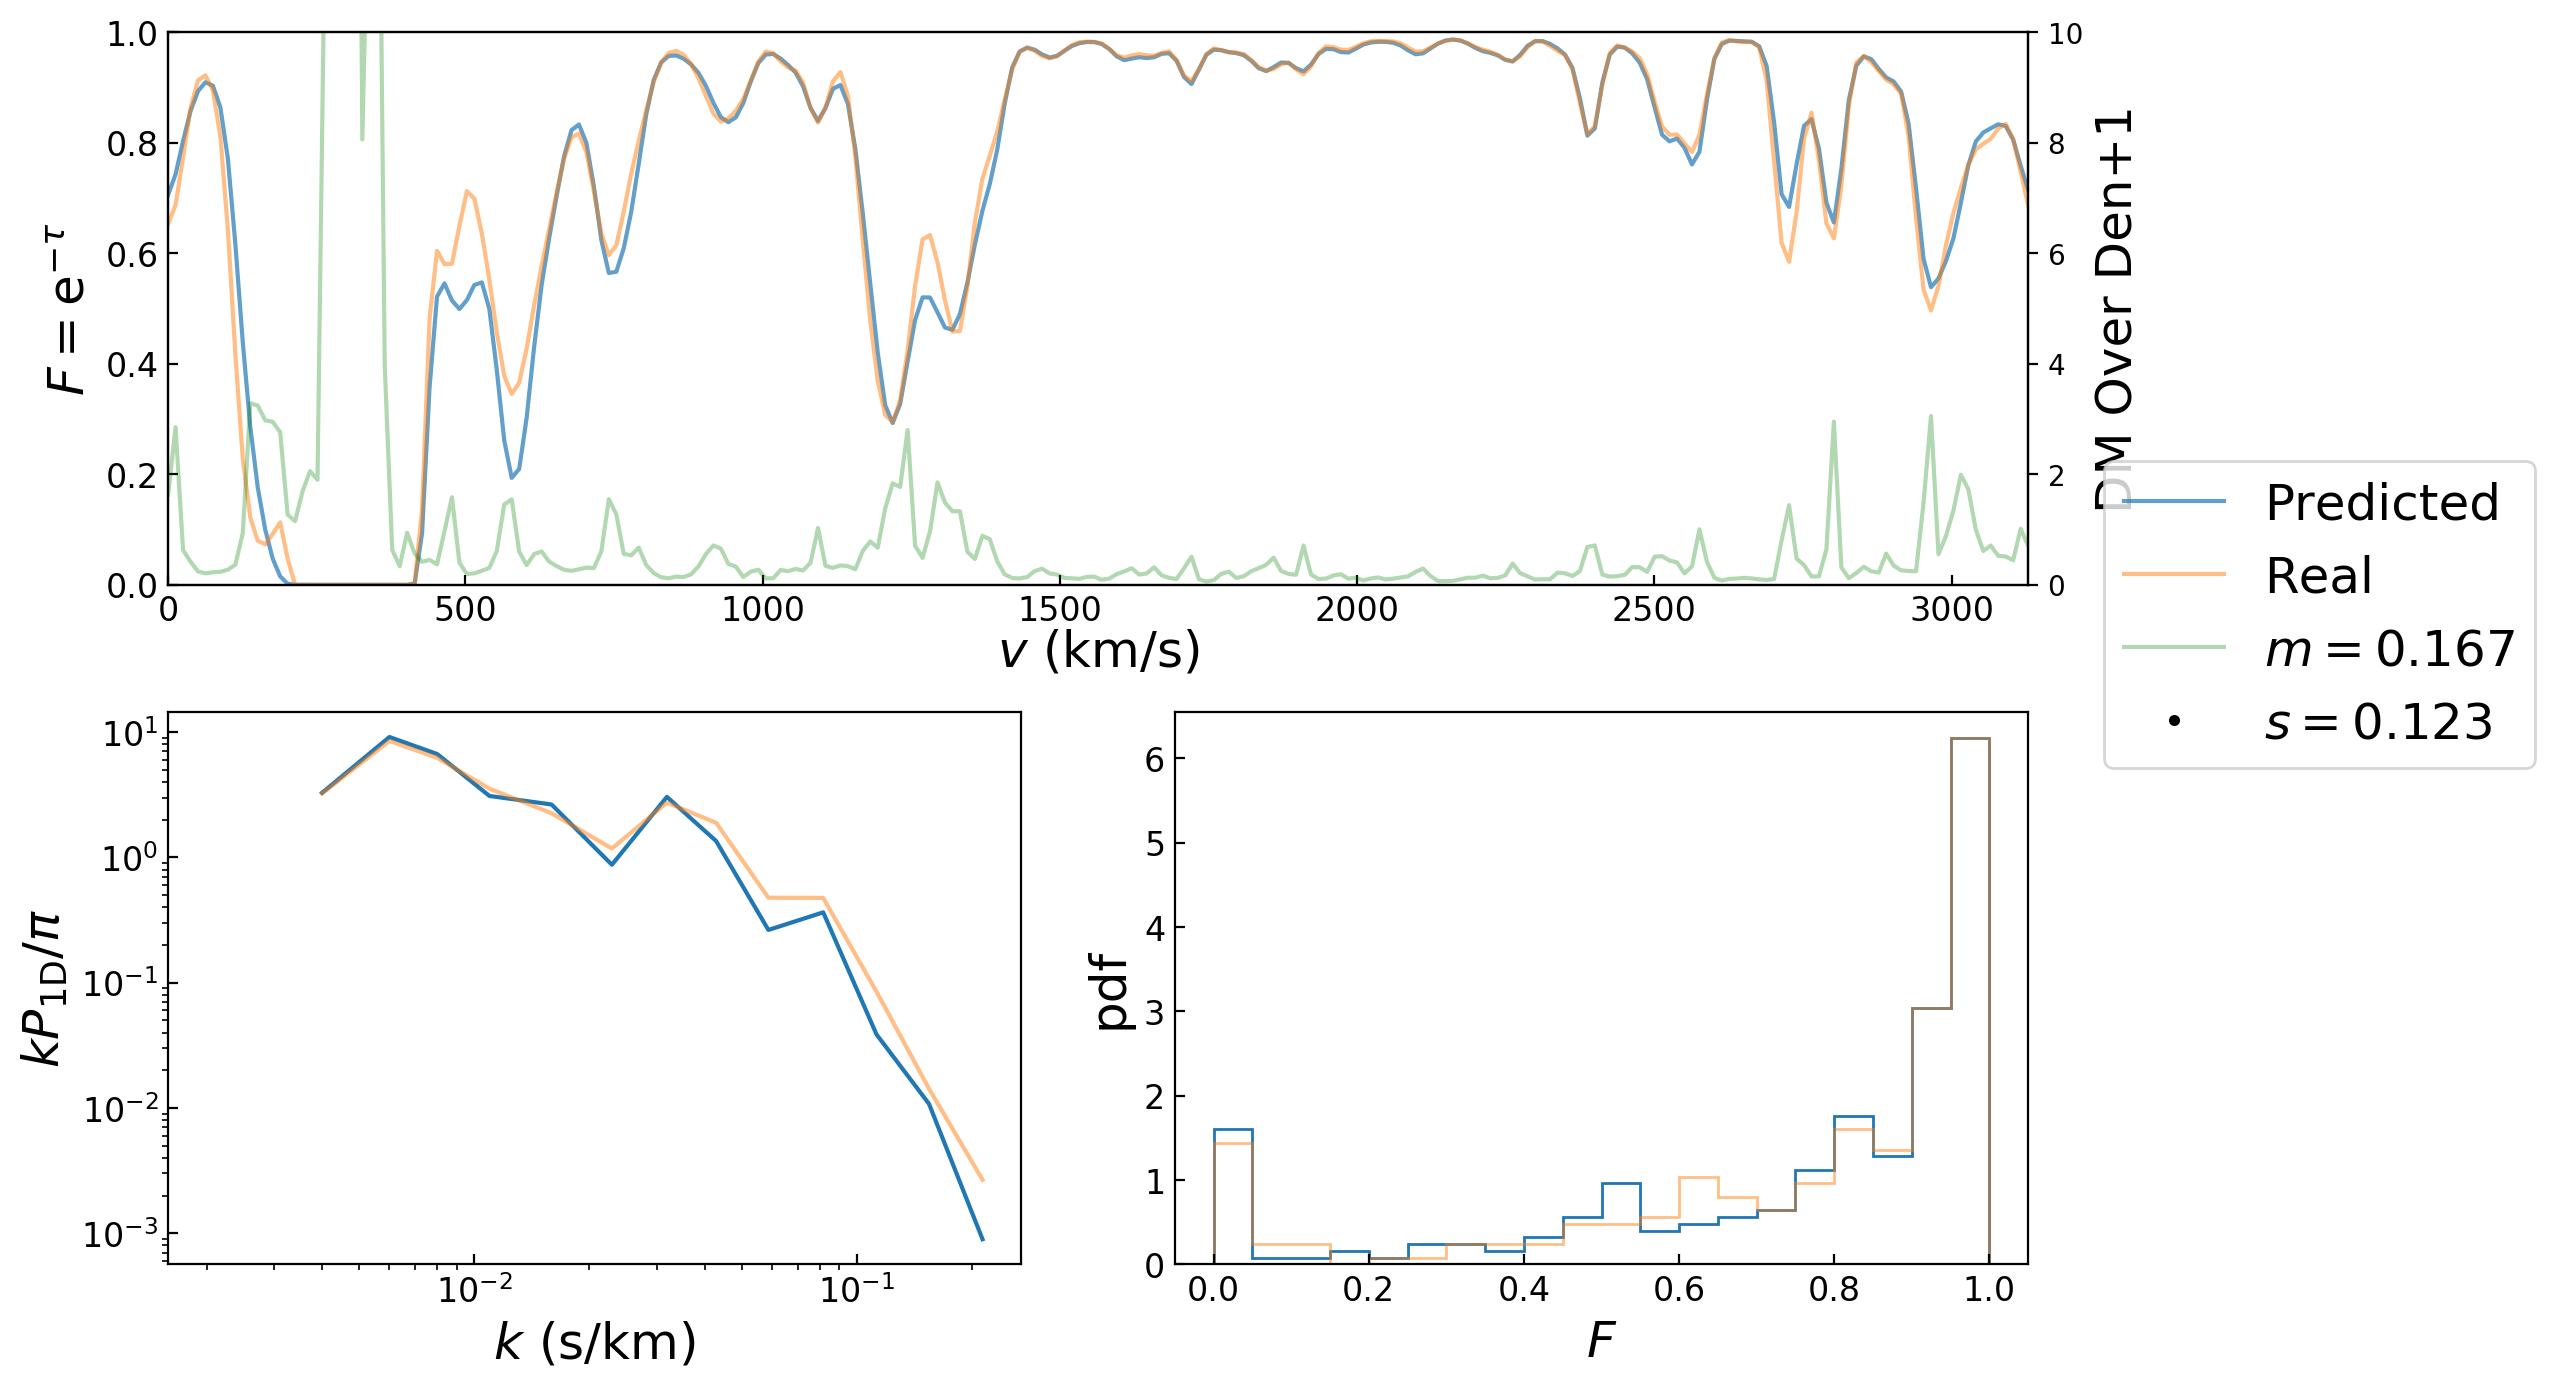 1.0
0.8
0.6
0.4
0.2
0.0
F = e^{−τ}
10
8
6
4
2
0
DM Over Den+1
0 500 1000 1500 2000 2500 3000
v (km/s)
Predicted
Real
m = 0.167
s = 0.123
10^1
10^0
10^{−1}
10^{−2}
10^{−3}
kP_{1D}/π
10^{−2} 10^{−1}
k (s/km)
6
5
4
3
2
1
0
pdf
0.0 0.2 0.4 0.6 0.8 1.0
F